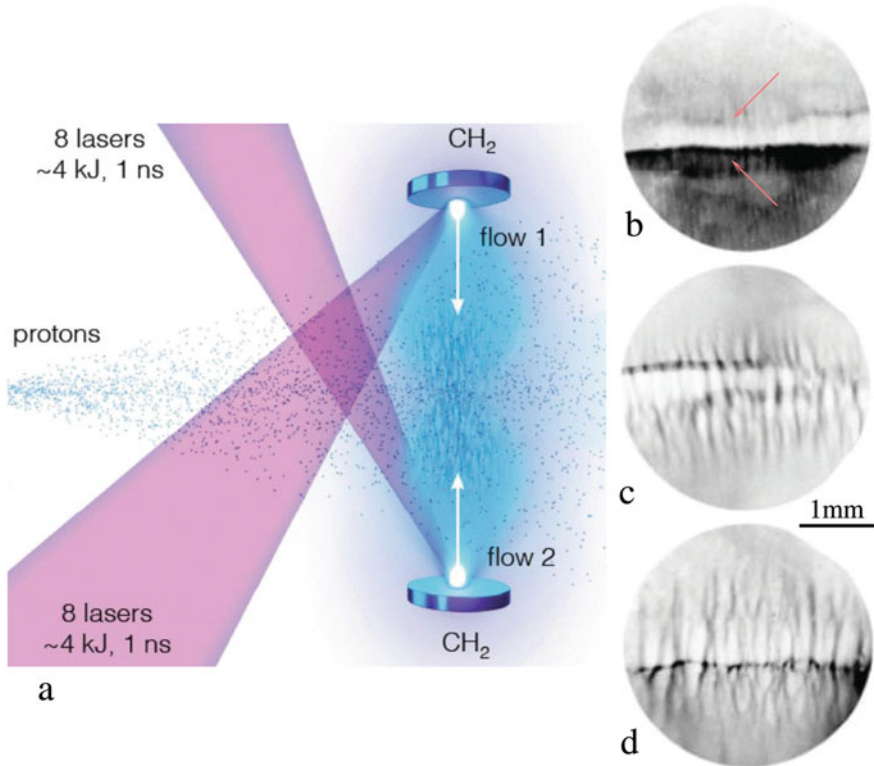 8 lasers
~4 kJ, 1 ns
CH₂
flow 1
protons
flow 2
8 lasers
~4 kJ, 1 ns
CH₂
a
b
c
1mm
d